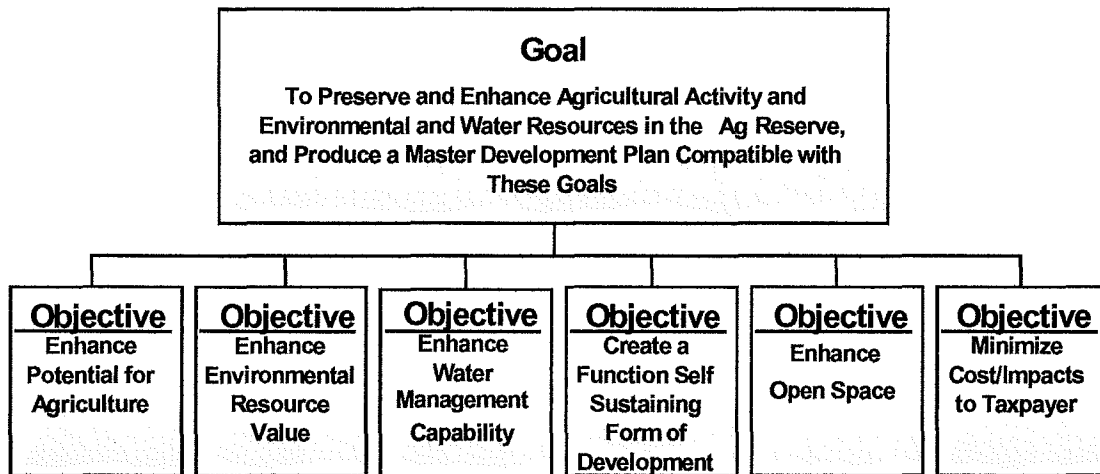 Goal
To Preserve and Enhance Agricultural Activity and
Environmental and Water Resources in the Ag Reserve,
and Produce a Master Development Plan Compatible with
These Goals
Objective
Enhance
Potential for
Agriculture
Objective
Enhance
Environmental
Resource
Value
Objective
Enhance
Water
Management
Capability
Objective
Create a
Function Self
Sustaining
Form of
Development
Objective
Enhance
Open Space
Objective
Minimize
Cost/Impacts
to Taxpayer